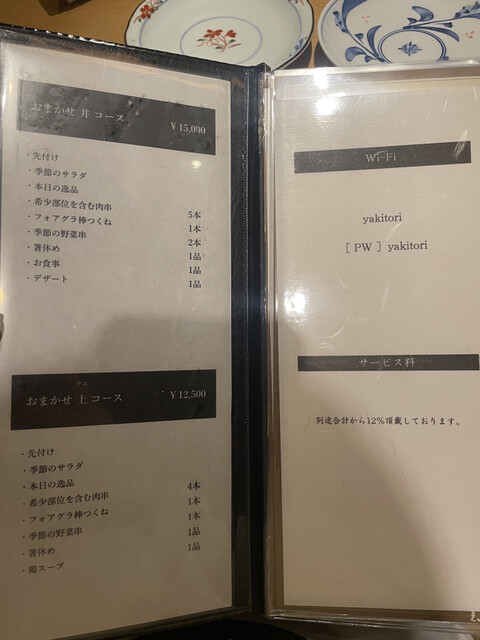 おまかせ 井 コース ¥15,000
・先付け
・季節のサラダ
・本日の逸品
・希少部位を含む肉串 5本
・フォアグラ棒つくね 1本
・季節の野菜串 2本
・箸休め 1品
・お食事 1品
・デザート 1品
ウエ
おまかせ 上 コース ¥12,500
・先付け
・季節のサラダ
・本日の逸品
・希少部位を含む肉串 4本
・フォアグラ棒つくね 1本
・季節の野菜串 1本
・箸休め 1品
・鶏スープ 1品
Wi-Fi
yakitori
[ PW ] yakitori
サービス料
別途合計から12%頂戴しております。